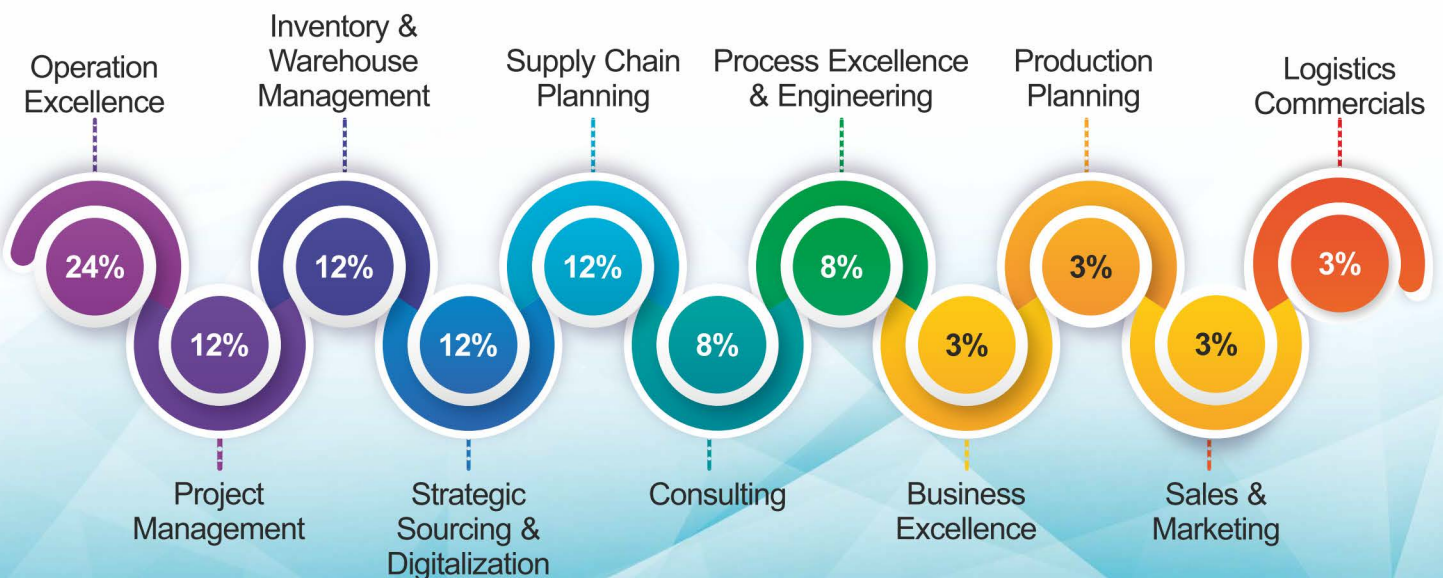 Operation
Excellence
24%
12%
Project
Management
Inventory &
Warehouse
Management
12%
12%
Strategic
Sourcing &
Digitalization
Supply Chain
Planning
12%
8%
Consulting
Process Excellence
& Engineering
8%
3%
Business
Excellence
Production
Planning
3%
3%
Sales &
Marketing
Logistics
Commercials
3%